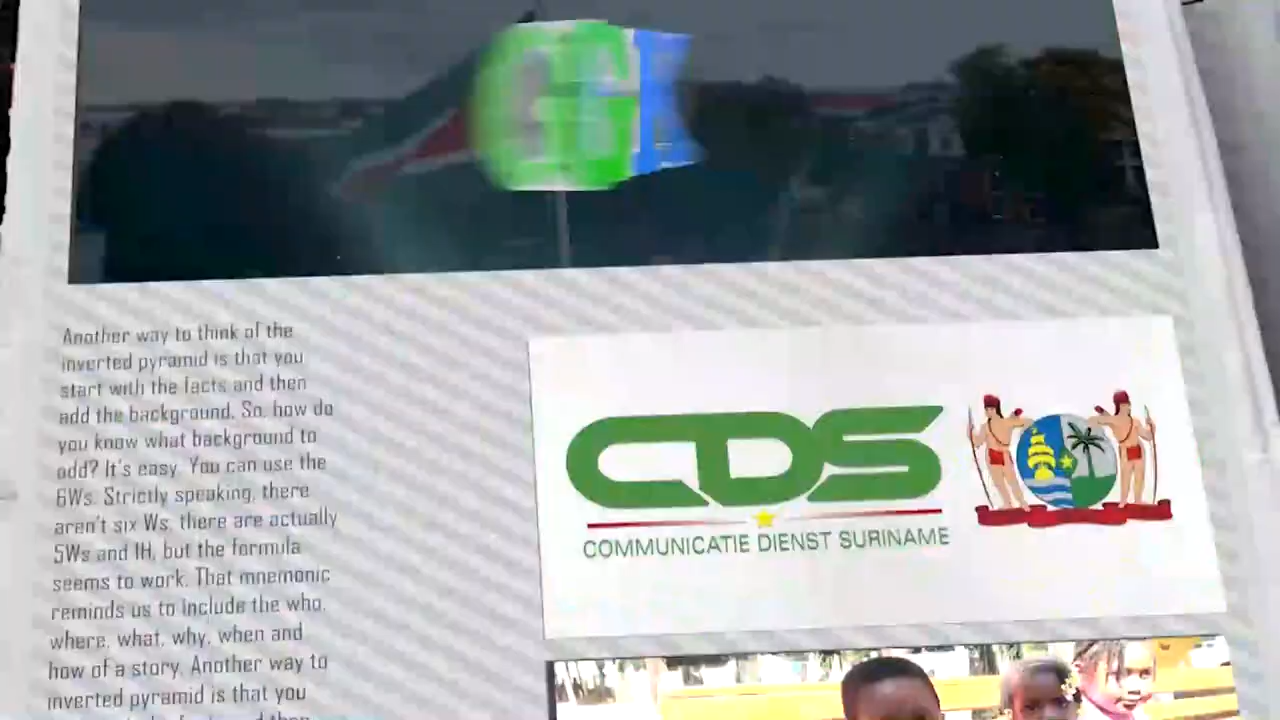 Another way to think of the
inverted pyramid is that you
start with the facts and then
add the background. So, how do
you know what background to
add? It's easy. You can use the
6Ws. Strictly speaking, there
aren't six Ws, there are actually
5Ws and 1H, but the formula
seems to work. That mnemonic
reminds us to include the who,
where, what, why, when and
how of a story. Another way to
inverted pyramid is that you
CDS
COMMUNICATIE DIENST SURINAME